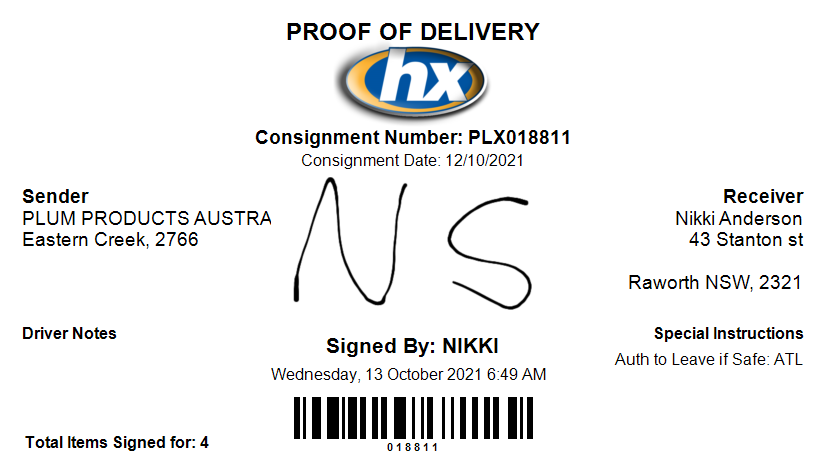 PROOF OF DELIVERY
hx
Consignment Number: PLX018811
Consignment Date: 12/10/2021
Sender
PLUM PRODUCTS AUSTRA
Eastern Creek, 2766
N S
Receiver
Nikki Anderson
43 Stanton st
Raworth NSW, 2321
Driver Notes
Signed By: NIKKI
Wednesday, 13 October 2021 6:49 AM
Special Instructions
Auth to Leave if Safe: ATL
Total Items Signed for: 4
018811